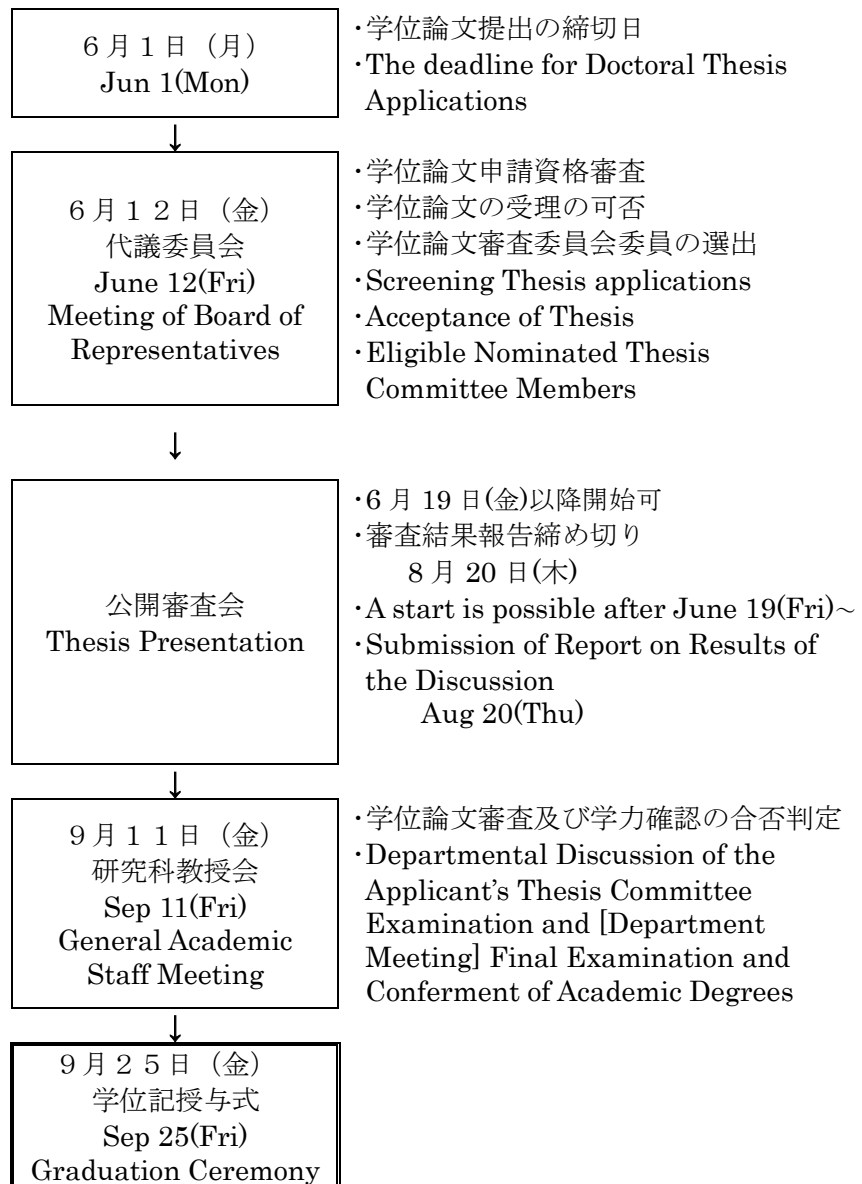 ６月１日（月）
Jun 1(Mon)
・学位論文提出の締切日
・The deadline for Doctoral Thesis
Applications
↓
６月１２日（金）
代議委員会
June 12(Fri)
Meeting of Board of
Representatives
・学位論文申請資格審査
・学位論文の受理の可否
・学位論文審査委員会委員の選出
・Screening Thesis applications
・Acceptance of Thesis
・Eligible Nominated Thesis
Committee Members
↓
公開審査会
Thesis Presentation
・6 月 19 日(金)以降開始可
・審査結果報告締め切り
8 月 20 日(木)
・A start is possible after June 19(Fri)~
・Submission of Report on Results of
the Discussion
Aug 20(Thu)
↓
９月１１日（金）
研究科教授会
Sep 11(Fri)
General Academic
Staff Meeting
・学位論文審査及び学力確認の合否判定
・Departmental Discussion of the
Applicant’s Thesis Committee
Examination and [Department
Meeting] Final Examination and
Conferment of Academic Degrees
↓
９月２５日（金）
学位記授与式
Sep 25(Fri)
Graduation Ceremony